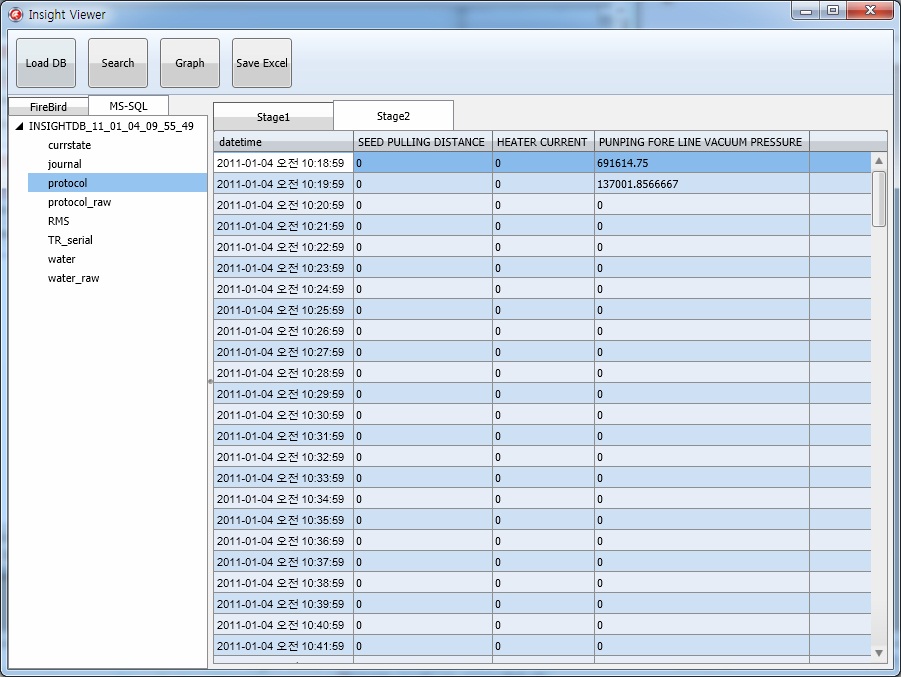 Insight Viewer
Load DB Search Graph Save Excel
FireBird MS-SQL
INSIGHTDB_11_01_04_09_55_49
currstate
journal
protocol
protocol_raw
RMS
TR_serial
water
water_raw
Stage1 Stage2
datetime SEED PULLING DISTANCE HEATER CURRENT PUNPING FORE LINE VACUUM PRESSURE
2011-01-04 오전 10:18:59 0 0 691614.75
2011-01-04 오전 10:19:59 0 0 137001.8566667
2011-01-04 오전 10:20:59 0 0 0
2011-01-04 오전 10:21:59 0 0 0
2011-01-04 오전 10:22:59 0 0 0
2011-01-04 오전 10:23:59 0 0 0
2011-01-04 오전 10:24:59 0 0 0
2011-01-04 오전 10:25:59 0 0 0
2011-01-04 오전 10:26:59 0 0 0
2011-01-04 오전 10:27:59 0 0 0
2011-01-04 오전 10:28:59 0 0 0
2011-01-04 오전 10:29:59 0 0 0
2011-01-04 오전 10:30:59 0 0 0
2011-01-04 오전 10:31:59 0 0 0
2011-01-04 오전 10:32:59 0 0 0
2011-01-04 오전 10:33:59 0 0 0
2011-01-04 오전 10:34:59 0 0 0
2011-01-04 오전 10:35:59 0 0 0
2011-01-04 오전 10:36:59 0 0 0
2011-01-04 오전 10:37:59 0 0 0
2011-01-04 오전 10:38:59 0 0 0
2011-01-04 오전 10:39:59 0 0 0
2011-01-04 오전 10:40:59 0 0 0
2011-01-04 오전 10:41:59 0 0 0